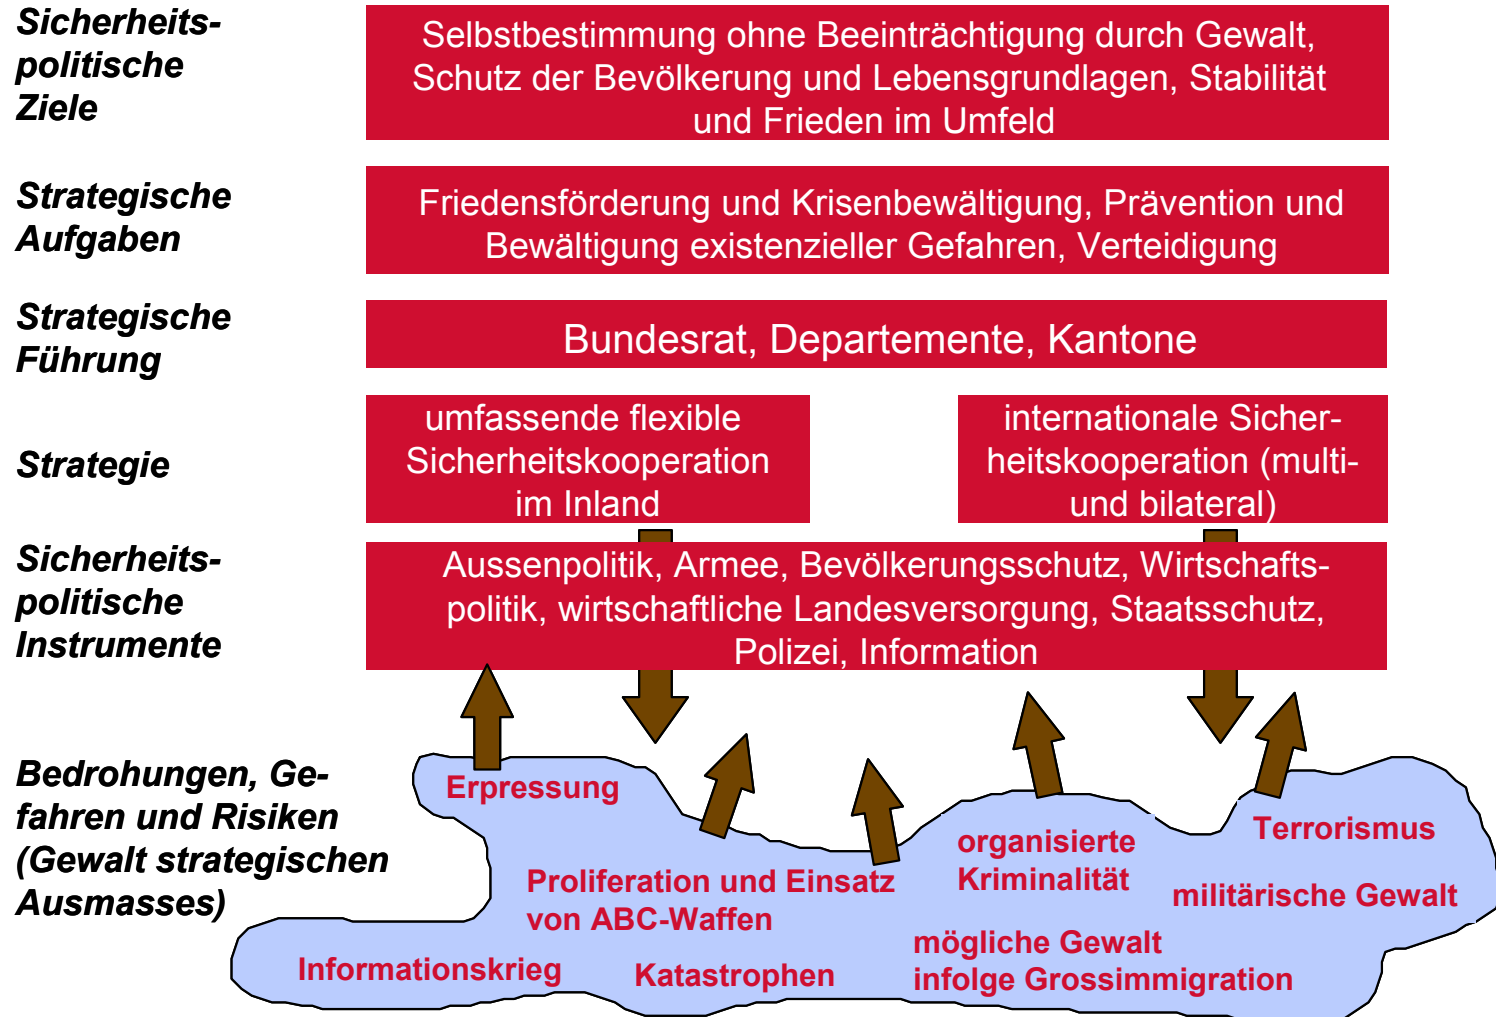 Sicherheits-
politische
Ziele
Selbstbestimmung ohne Beeinträchtigung durch Gewalt,
Schutz der Bevölkerung und Lebensgrundlagen, Stabilität
und Frieden im Umfeld
Strategische
Aufgaben
Friedensförderung und Krisenbewältigung, Prävention und
Bewältigung existenzieller Gefahren, Verteidigung
Strategische
Führung
Bundesrat, Departemente, Kantone
Strategie
umfassende flexible
Sicherheitskooperation
im Inland
internationale Sicher-
heitskooperation (multi-
und bilateral)
Sicherheits-
politische
Instrumente
Aussenpolitik, Armee, Bevölkerungsschutz, Wirtschafts-
politik, wirtschaftliche Landesversorgung, Staatsschutz,
Polizei, Information
Bedrohungen, Ge-
fahren und Risiken
(Gewalt strategischen
Ausmasses)
Erpressung
Proliferation und Einsatz
von ABC-Waffen
organisierte
Kriminalität
Terrorismus
militärische Gewalt
Informationskrieg
Katastrophen
mögliche Gewalt
infolge Grossimmigration